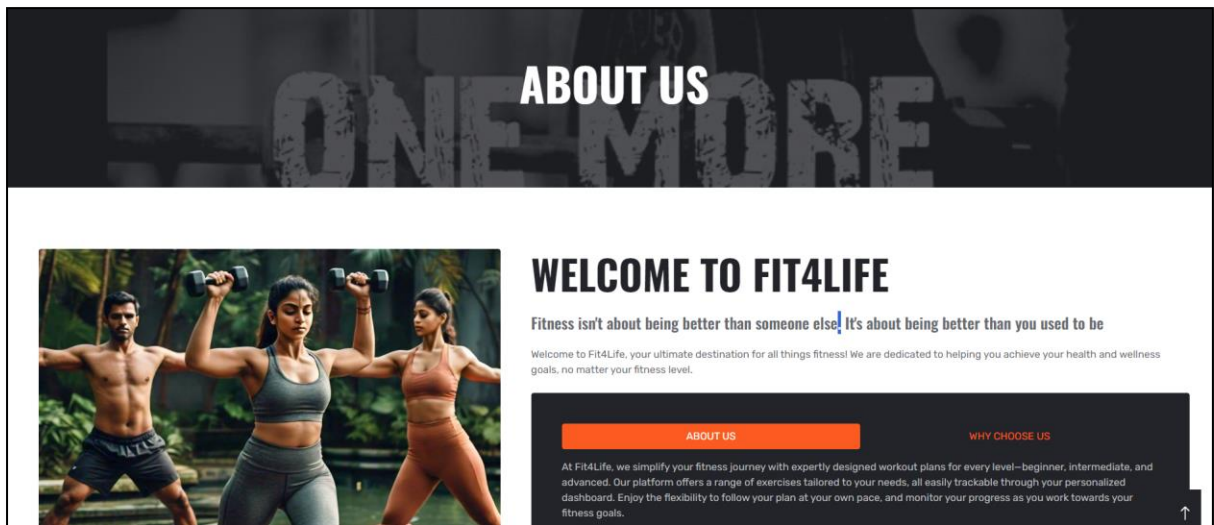 ONE MORE
ABOUT US
WELCOME TO FIT4LIFE
Fitness isn't about being better than someone else! It's about being better than you used to be
Welcome to Fit4Life, your ultimate destination for all things fitness! We are dedicated to helping you achieve your health and wellness
goals, no matter your fitness level.
ABOUT US
WHY CHOOSE US
At Fit4Life, we simplify your fitness journey with expertly designed workout plans for every level—beginner, intermediate, and
advanced. Our platform offers a range of exercises tailored to your needs, all easily trackable through your personalized
dashboard. Enjoy the flexibility to follow your plan at your own pace, and monitor your progress as you work towards your
fitness goals.